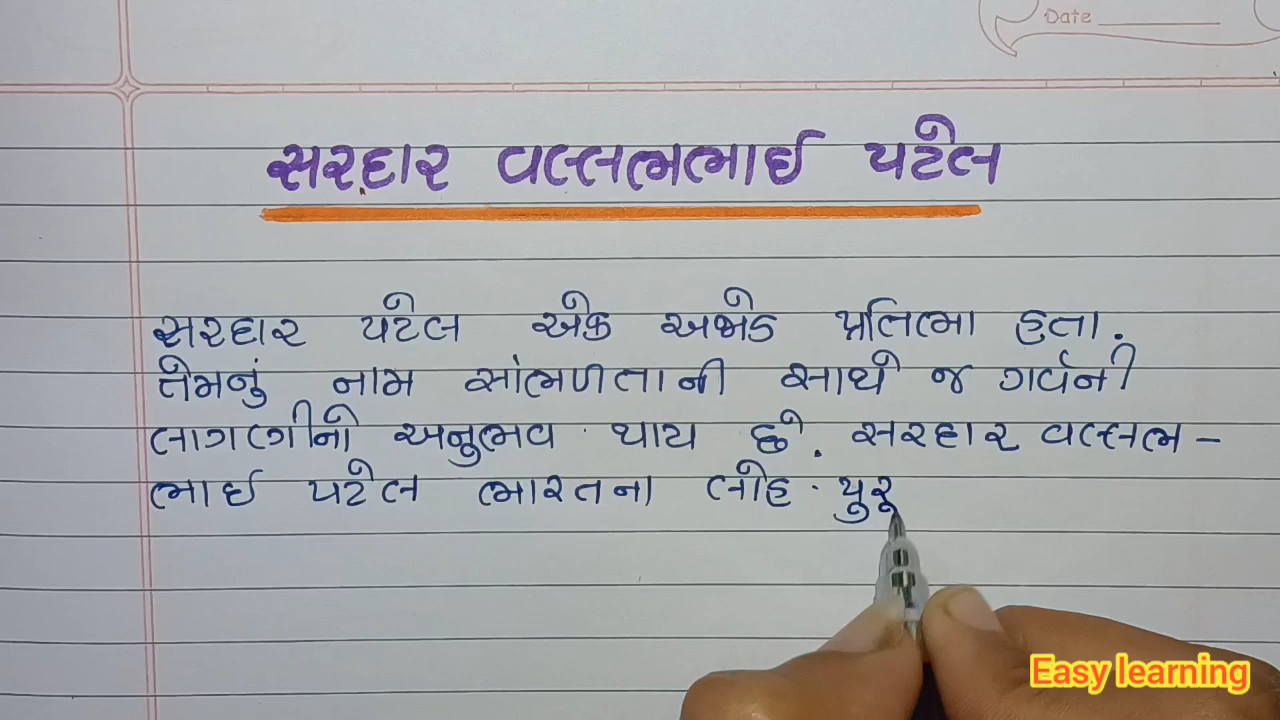 Date
સરદાર વલ્લભભાઈ પટેલ
સરદાર પટેલ એક અજોડ પ્રતિભા હતા.
તેમનું નામ સાંભળતાની સાથે જ ગર્વની
લાગણીનો અનુભવ થાય છે. સરદાર વલ્લભ-
ભાઈ પટેલ ભારતના લોહ પુરૂ
Easy learning